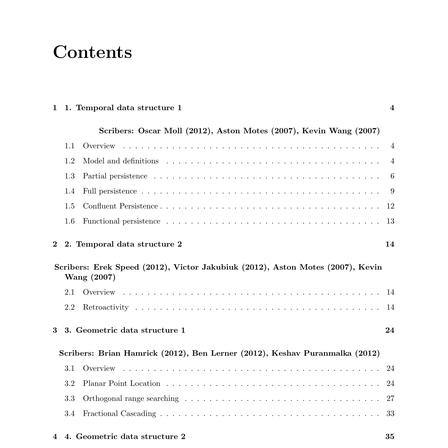 Contents
1 1. Temporal data structure 1 4
Scribers: Oscar Moll (2012), Aston Motes (2007), Kevin Wang (2007)
1.1 Overview . . . . . . . . . . . . . . . . . . . . . . . . . . . . . . . . . . . . . . . . 4
1.2 Model and definitions . . . . . . . . . . . . . . . . . . . . . . . . . . . . . . . . . 4
1.3 Partial persistence . . . . . . . . . . . . . . . . . . . . . . . . . . . . . . . . . . . 6
1.4 Full persistence . . . . . . . . . . . . . . . . . . . . . . . . . . . . . . . . . . . . . 9
1.5 Confluent Persistence . . . . . . . . . . . . . . . . . . . . . . . . . . . . . . . . . . 12
1.6 Functional persistence . . . . . . . . . . . . . . . . . . . . . . . . . . . . . . . . . 13
2 2. Temporal data structure 2 14
Scribers: Erek Speed (2012), Victor Jakubiuk (2012), Aston Motes (2007), Kevin
Wang (2007)
2.1 Overview . . . . . . . . . . . . . . . . . . . . . . . . . . . . . . . . . . . . . . . . 14
2.2 Retroactivity . . . . . . . . . . . . . . . . . . . . . . . . . . . . . . . . . . . . . . 14
3 3. Geometric data structure 1 24
Scribers: Brian Hamrick (2012), Ben Lerner (2012), Keshav Puranmalka (2012)
3.1 Overview . . . . . . . . . . . . . . . . . . . . . . . . . . . . . . . . . . . . . . . . 24
3.2 Planar Point Location . . . . . . . . . . . . . . . . . . . . . . . . . . . . . . . . . 24
3.3 Orthogonal range searching . . . . . . . . . . . . . . . . . . . . . . . . . . . . . . 27
3.4 Fractional Cascading . . . . . . . . . . . . . . . . . . . . . . . . . . . . . . . . . . 33
4 4. Geometric data structure 2 35